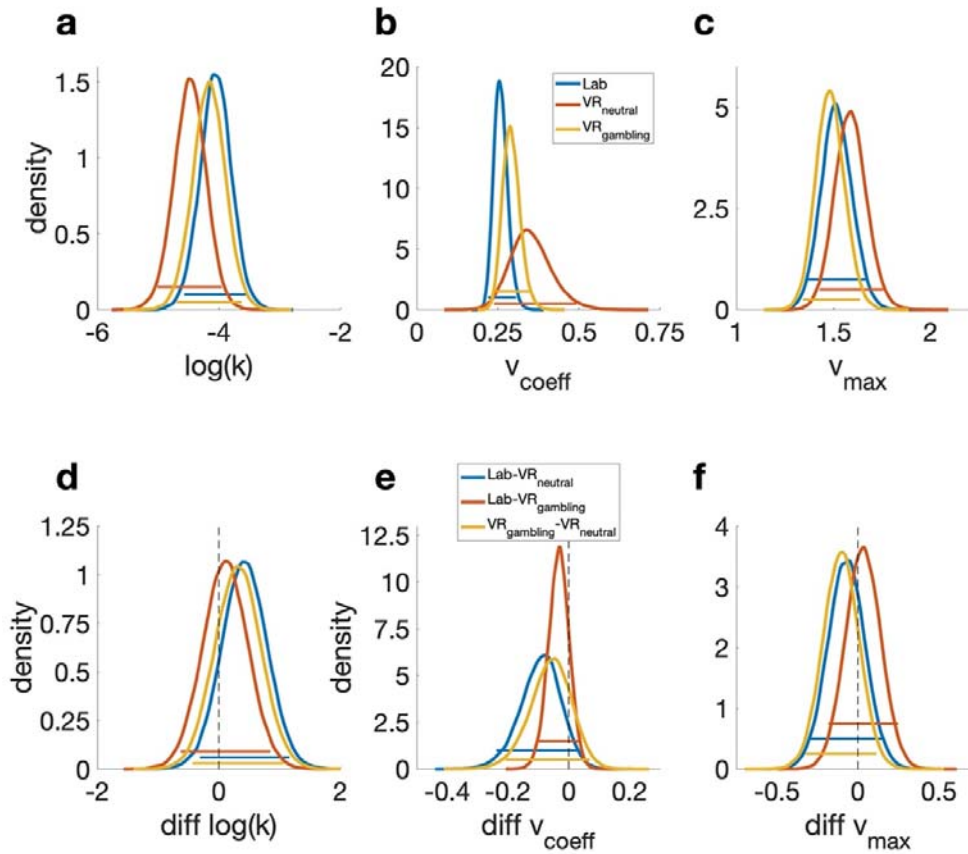 a
b
c
1.5
1
0.5
0
density
-6
-4
-2
log(k)
20
15
10
5
0
Lab
VRneutral
VRgambling
0
0.25
0.5
0.75
vcoeff
5
2.5
0
1
1.5
2
vmax
d
e
f
1.25
1
0.75
0.5
0.25
0
density
-2
0
2
diff log(k)
Lab-VRneutral
Lab-VRgambling
VRgambling-VRneutral
12.5
10
7.5
5
2.5
0
density
-0.4
-0.2
0
0.2
diff vcoeff
4
3
2
1
0
-0.5
0
0.5
diff vmax